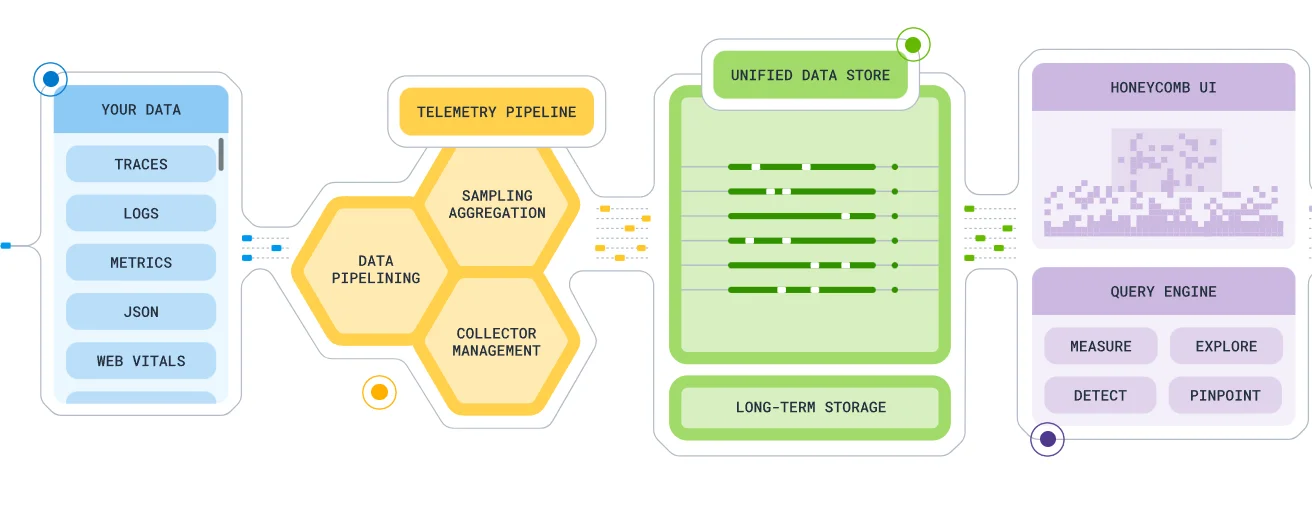 YOUR DATA
TRACES
LOGS
METRICS
JSON
WEB VITALS
TELEMETRY PIPELINE
SAMPLING
AGGREGATION
DATA
PIPELINING
COLLECTOR
MANAGEMENT
UNIFIED DATA STORE
LONG-TERM STORAGE
HONEYCOMB UI
QUERY ENGINE
MEASURE
EXPLORE
DETECT
PINPOINT